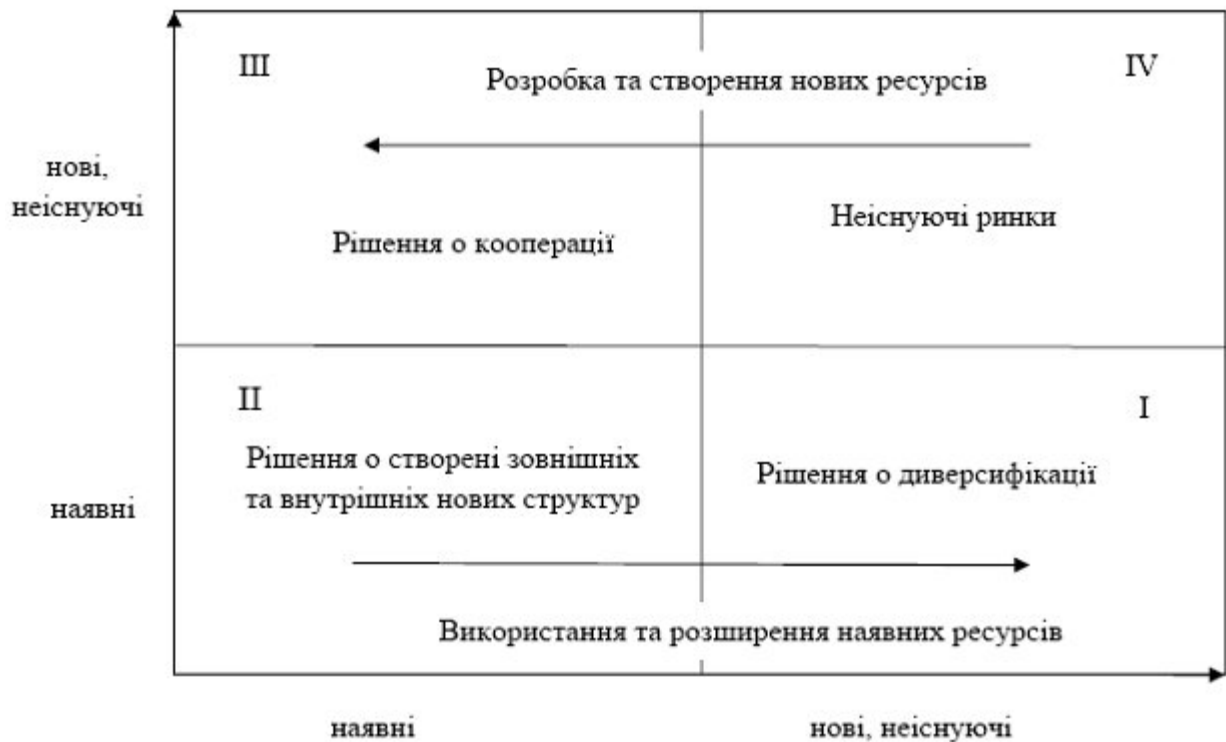 III
IV
Розробка та створення нових ресурсів
нові,
неіснуючі
Неіснуючі ринки
Рішення о кооперації
II
I
Рішення о створені зовнішніх
та внутрішніх нових структур
Рішення о диверсифікації
наявні
Використання та розширення наявних ресурсів
наявні
нові, неіснуючі